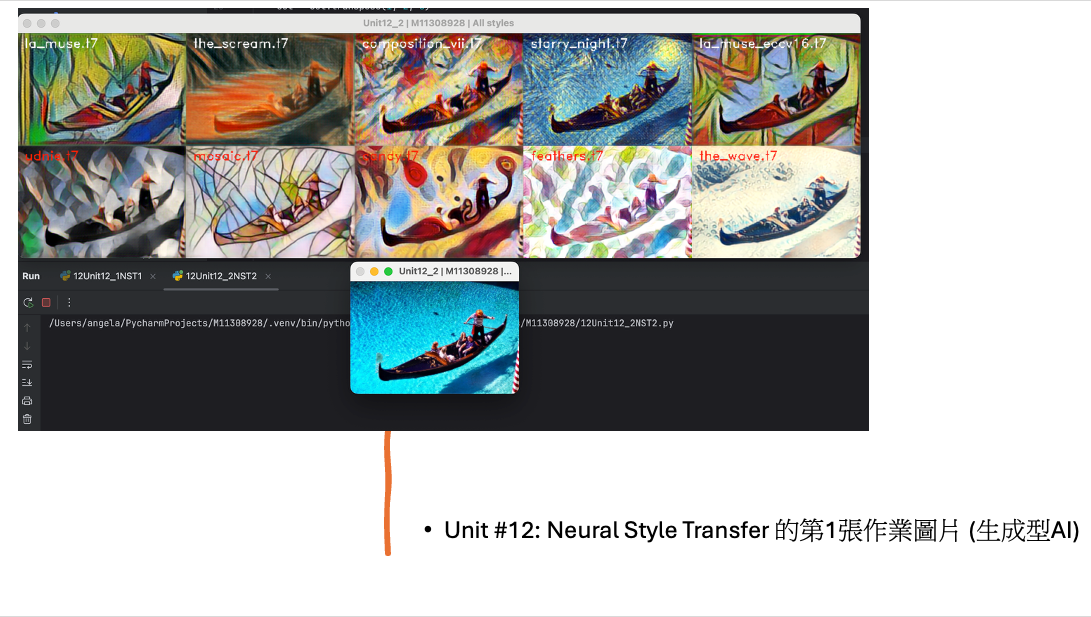 Unit12_2 | M11308928 | All styles
la_muse.t7 the_scream.t7 composition_vii.t7 starry_night.t7 la_muse_eccv16.t7
udnie.t7 mosaic.t7 candy.t7 feathers.t7 the_wave.t7
Run 12Unit12_1NST1 12Unit12_2NST2
Unit12_2 | M11308928 |...
/Users/angela/PycharmProjects/M11308928/.venv/bin/pytho /M11308928/12Unit12_2NST2.py
• Unit #12: Neural Style Transfer 的第1張作業圖片 (生成型AI)